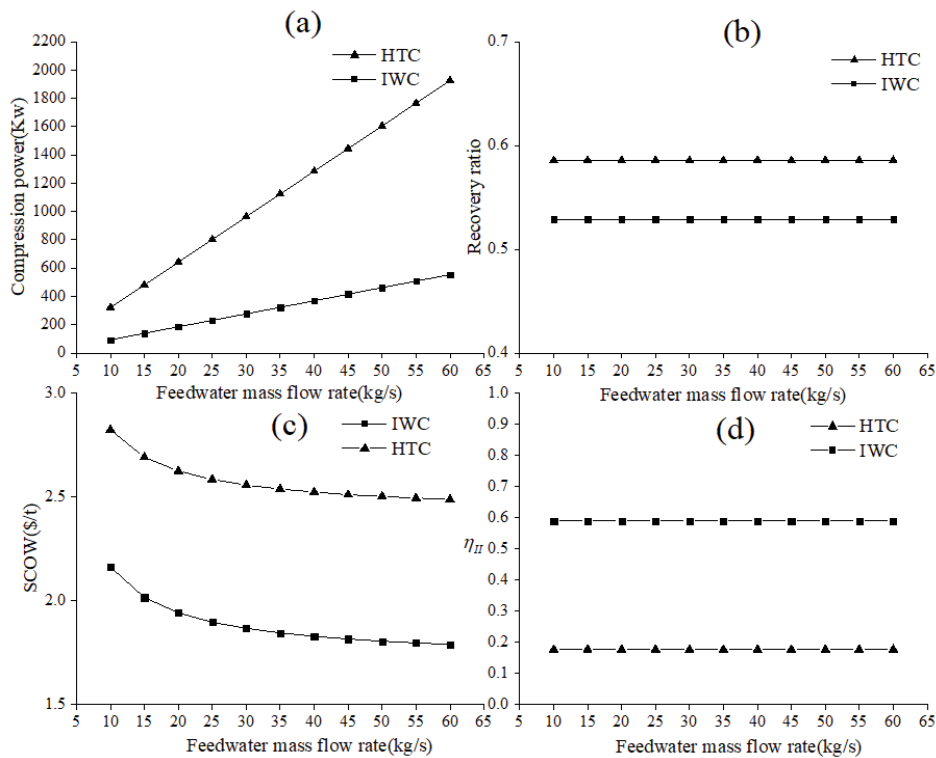 (a)
HTC
IWC
Compression power(Kw)
2200
2000
1800
1600
1400
1200
1000
800
600
400
200
0
5 10 15 20 25 30 35 40 45 50 55 60 65
Feedwater mass flow rate(kg/s)
(b)
HTC
IWC
Recovery ratio
0.7
0.6
0.5
0.4
5 10 15 20 25 30 35 40 45 50 55 60 65
Feedwater mass flow rate(kg/s)
(c)
IWC
HTC
SCOW($/t)
3.0
2.5
2.0
1.5
5 10 15 20 25 30 35 40 45 50 55 60 65
Feedwater mass flow rate(kg/s)
(d)
HTC
IWC
ηII
1.0
0.9
0.8
0.7
0.6
0.5
0.4
0.3
0.2
0.1
0.0
5 10 15 20 25 30 35 40 45 50 55 60 65
Feedwater mass flow rate(kg/s)